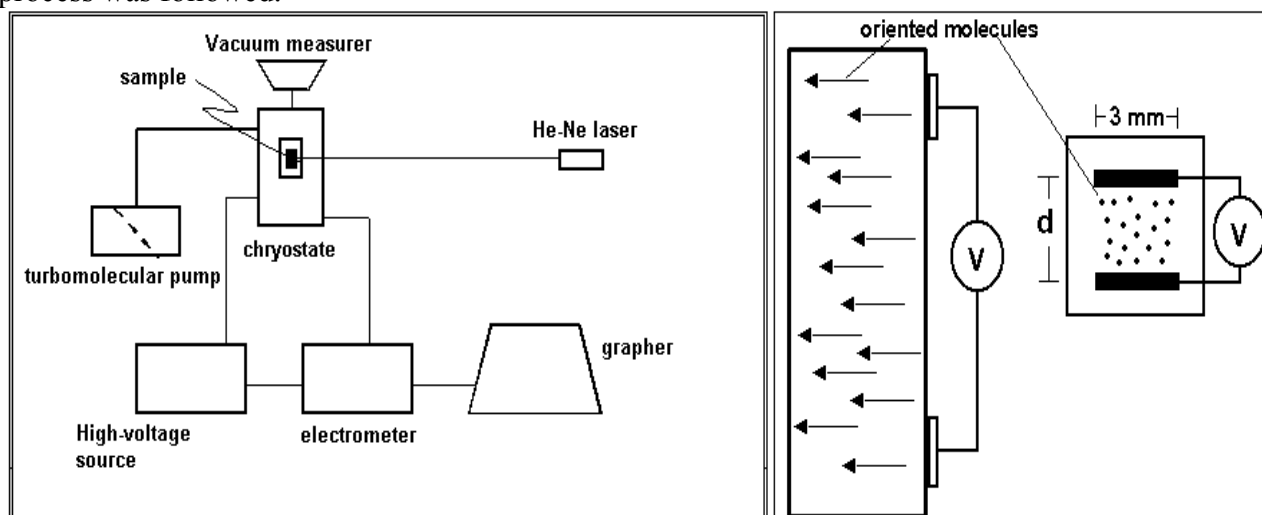 process was followed.
Vacuum measurer
sample
He-Ne laser
chryostate
turbomolecular pump
grapher
High-voltage
source
electrometer
oriented molecules
3 mm
d
V
V